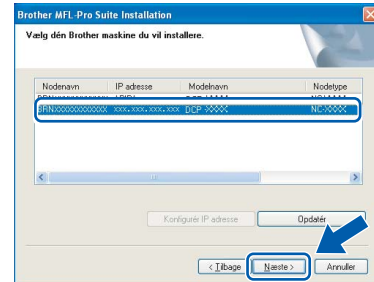 Brother MFL-Pro Suite Installation
Vælg dén Brother maskine du vil installere.
Nodenavn IP adresse Modelnavn Nodetype
BRNxxxxxxxxxxxx xxx.xxx.xxx.xxx DCP-XXXX NC-XXXX
Konfigurér IP adresse Opdatér
< Tilbage Næste > Annuller